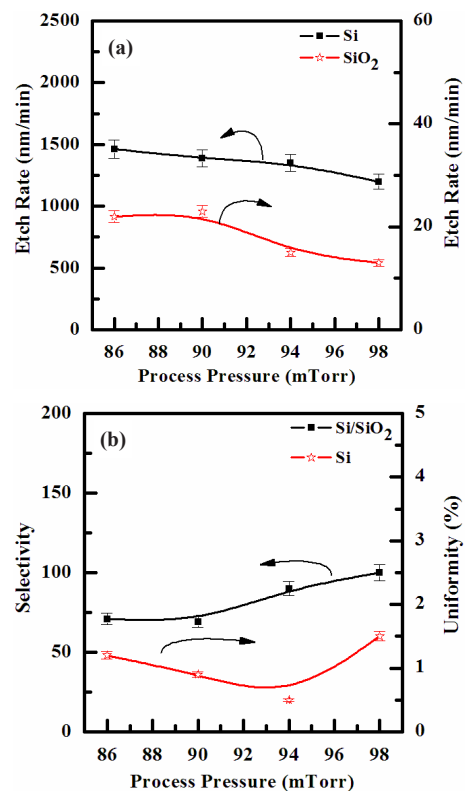 (a)
Si
SiO2
Etch Rate (nm/min)
2500
2000
1500
1000
500
0
60
40
20
0
Etch Rate (nm/min)
86 88 90 92 94 96 98
Process Pressure (mTorr)
(b)
Si/SiO2
Si
Selectivity
200
150
100
50
0
5
4
3
2
1
0
Uniformity (%)
86 88 90 92 94 96 98
Process Pressure (mTorr)